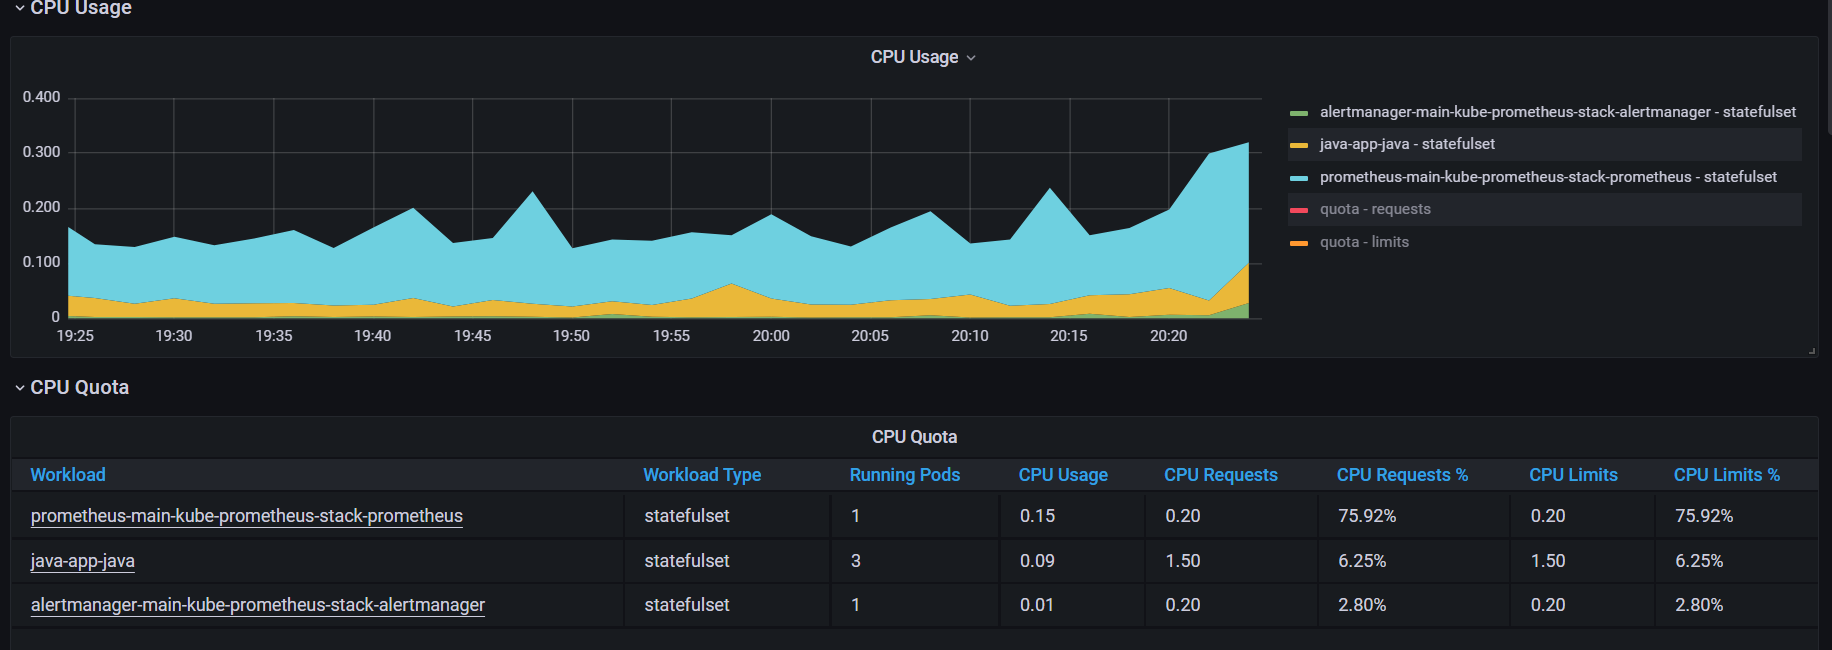 CPU Usage
CPU Usage
0.400
0.300
0.200
0.100
0
19:25 19:30 19:35 19:40 19:45 19:50 19:55 20:00 20:05 20:10 20:15 20:20
alertmanager-main-kube-prometheus-stack-alertmanager - statefulset
java-app-java - statefulset
prometheus-main-kube-prometheus-stack-prometheus - statefulset
quota - requests
quota - limits
CPU Quota
CPU Quota
Workload Workload Type Running Pods CPU Usage CPU Requests CPU Requests % CPU Limits CPU Limits %
prometheus-main-kube-prometheus-stack-prometheus statefulset 1 0.15 0.20 75.92% 0.20 75.92%
java-app-java statefulset 3 0.09 1.50 6.25% 1.50 6.25%
alertmanager-main-kube-prometheus-stack-alertmanager statefulset 1 0.01 0.20 2.80% 0.20 2.80%